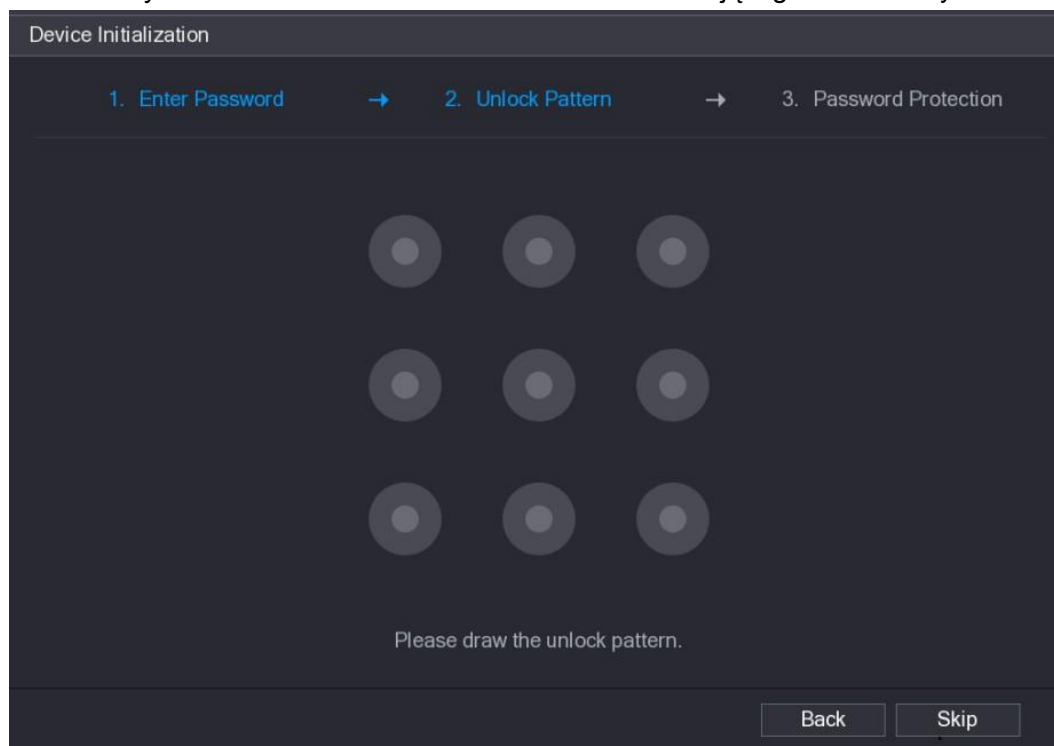 Device Initialization
1. Enter Password → 2. Unlock Pattern → 3. Password Protection
Please draw the unlock pattern.
Back Skip